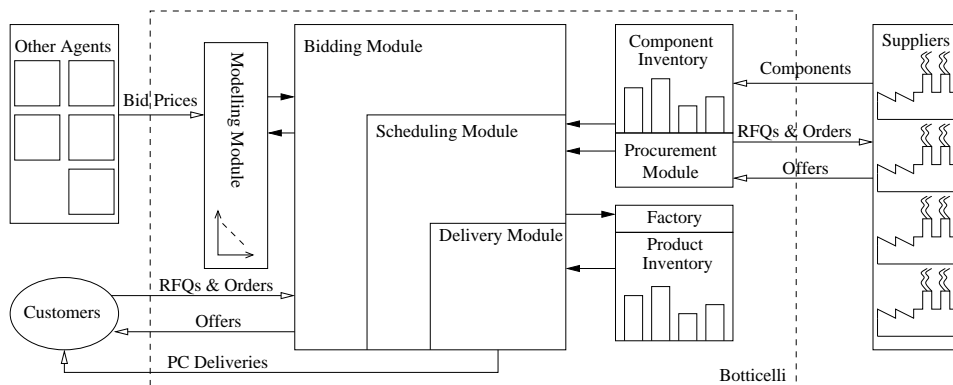 Other Agents
Bid Prices
Modelling Module
Bidding Module
Scheduling Module
Delivery Module
Component
Inventory
Procurement
Module
Factory
Product
Inventory
Components
RFQs & Orders
Offers
Suppliers
Customers
RFQs & Orders
Offers
PC Deliveries
Botticelli